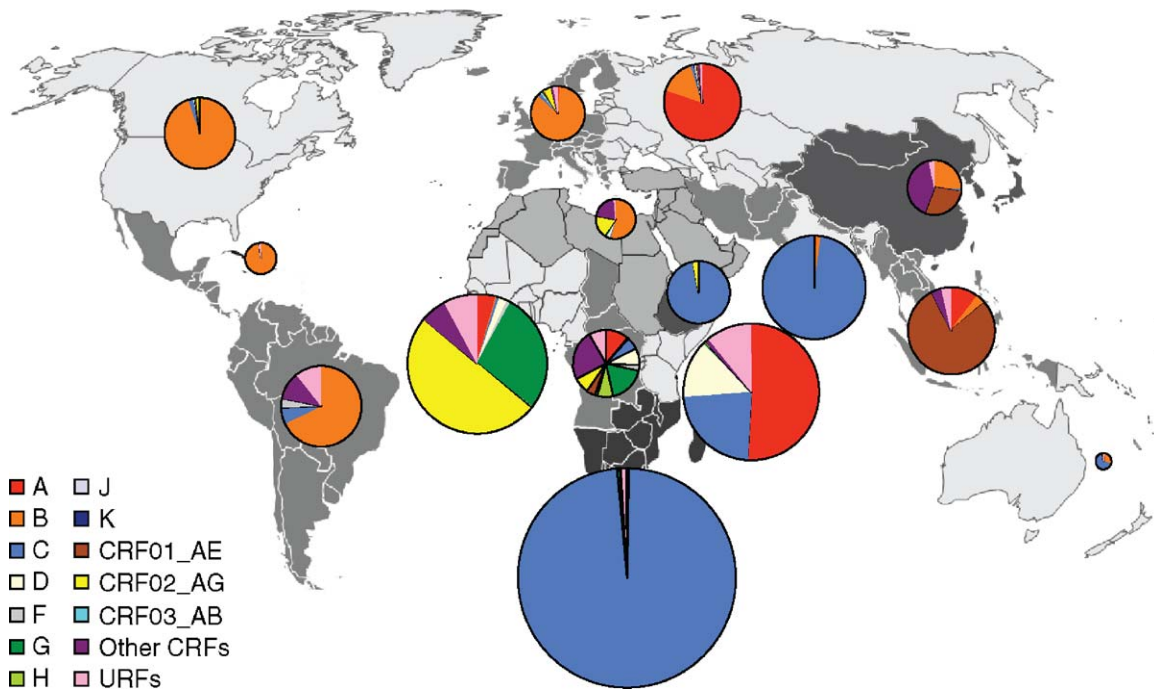 A J
B K
C CRF01_AE
D CRF02_AG
F CRF03_AB
G Other CRFs
H URFs